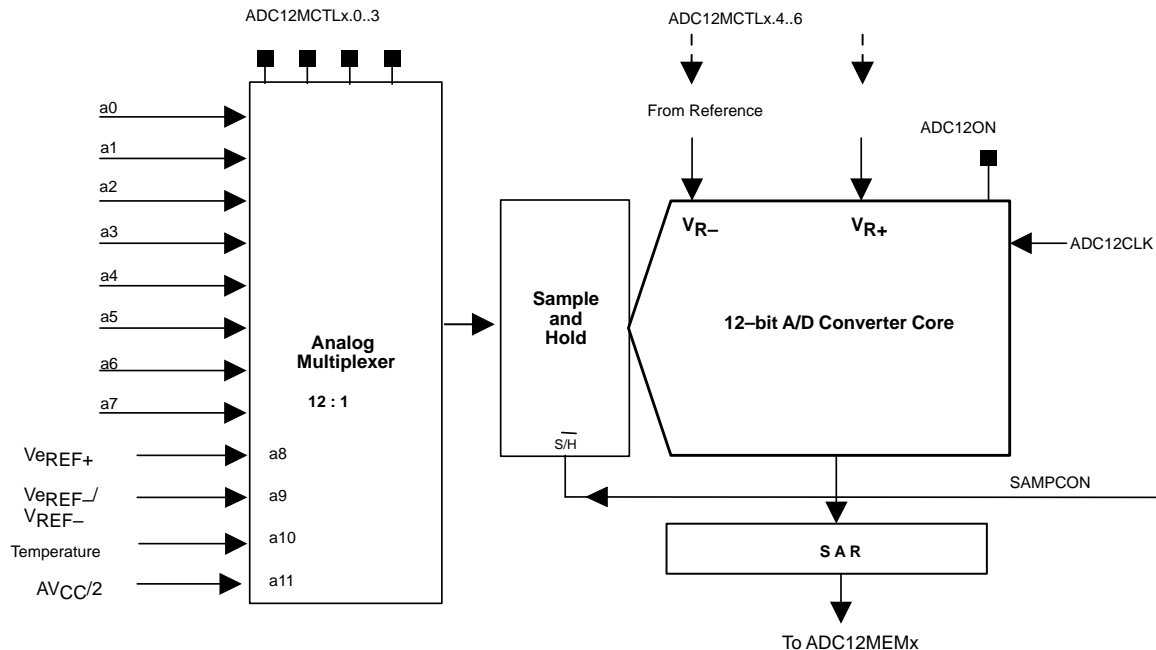 ADC12MCTLx.0..3
ADC12MCTLx.4..6
a0
a1
a2
a3
a4
a5
a6
a7
VeREF+
a8
VeREF–/
VREF–
a9
Temperature
a10
AVCC/2
a11
Analog
Multiplexer
12 : 1
Sample
and
Hold
S/H
From Reference
VR–
VR+
ADC12ON
ADC12CLK
12–bit A/D Converter Core
SAMPCON
S A R
To ADC12MEMx